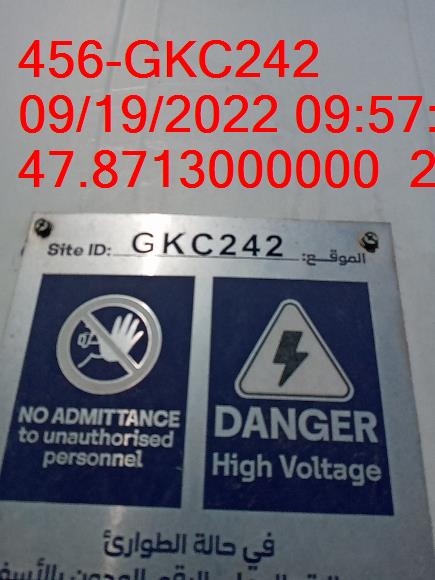 456-GKC242
09/19/2022 09:57:
47.8713000000 2
Site ID: GKC242 الموقع:
NO ADMITTANCE
to unauthorised
personnel
DANGER
High Voltage
في حالة الطوارئ